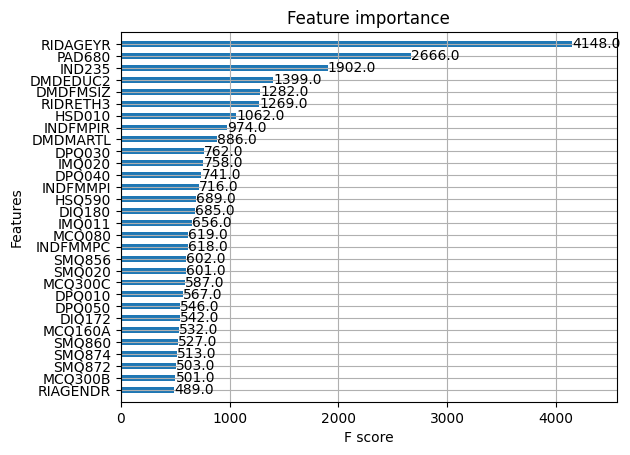 Feature importance
Features
RIDAGEYR 4148.0
PAD680 2666.0
IND235 1902.0
DMDEDUC2 1399.0
DMDFMSIZ 1282.0
RIDRETH3 1269.0
HSD010 1062.0
INDFMPIR 974.0
DMDMARTL 886.0
DPQ030 762.0
IMQ020 758.0
DPQ040 741.0
INDFMMPI 716.0
HSQ590 689.0
DIQ180 685.0
IMQ011 656.0
MCQ080 619.0
INDFMMPC 618.0
SMQ856 602.0
SMQ020 601.0
MCQ300C 587.0
DPQ010 567.0
DPQ050 546.0
DIQ172 542.0
MCQ160A 532.0
SMQ860 527.0
SMQ874 513.0
SMQ872 503.0
MCQ300B 501.0
RIAGENDR 489.0
0 1000 2000 3000 4000
F score